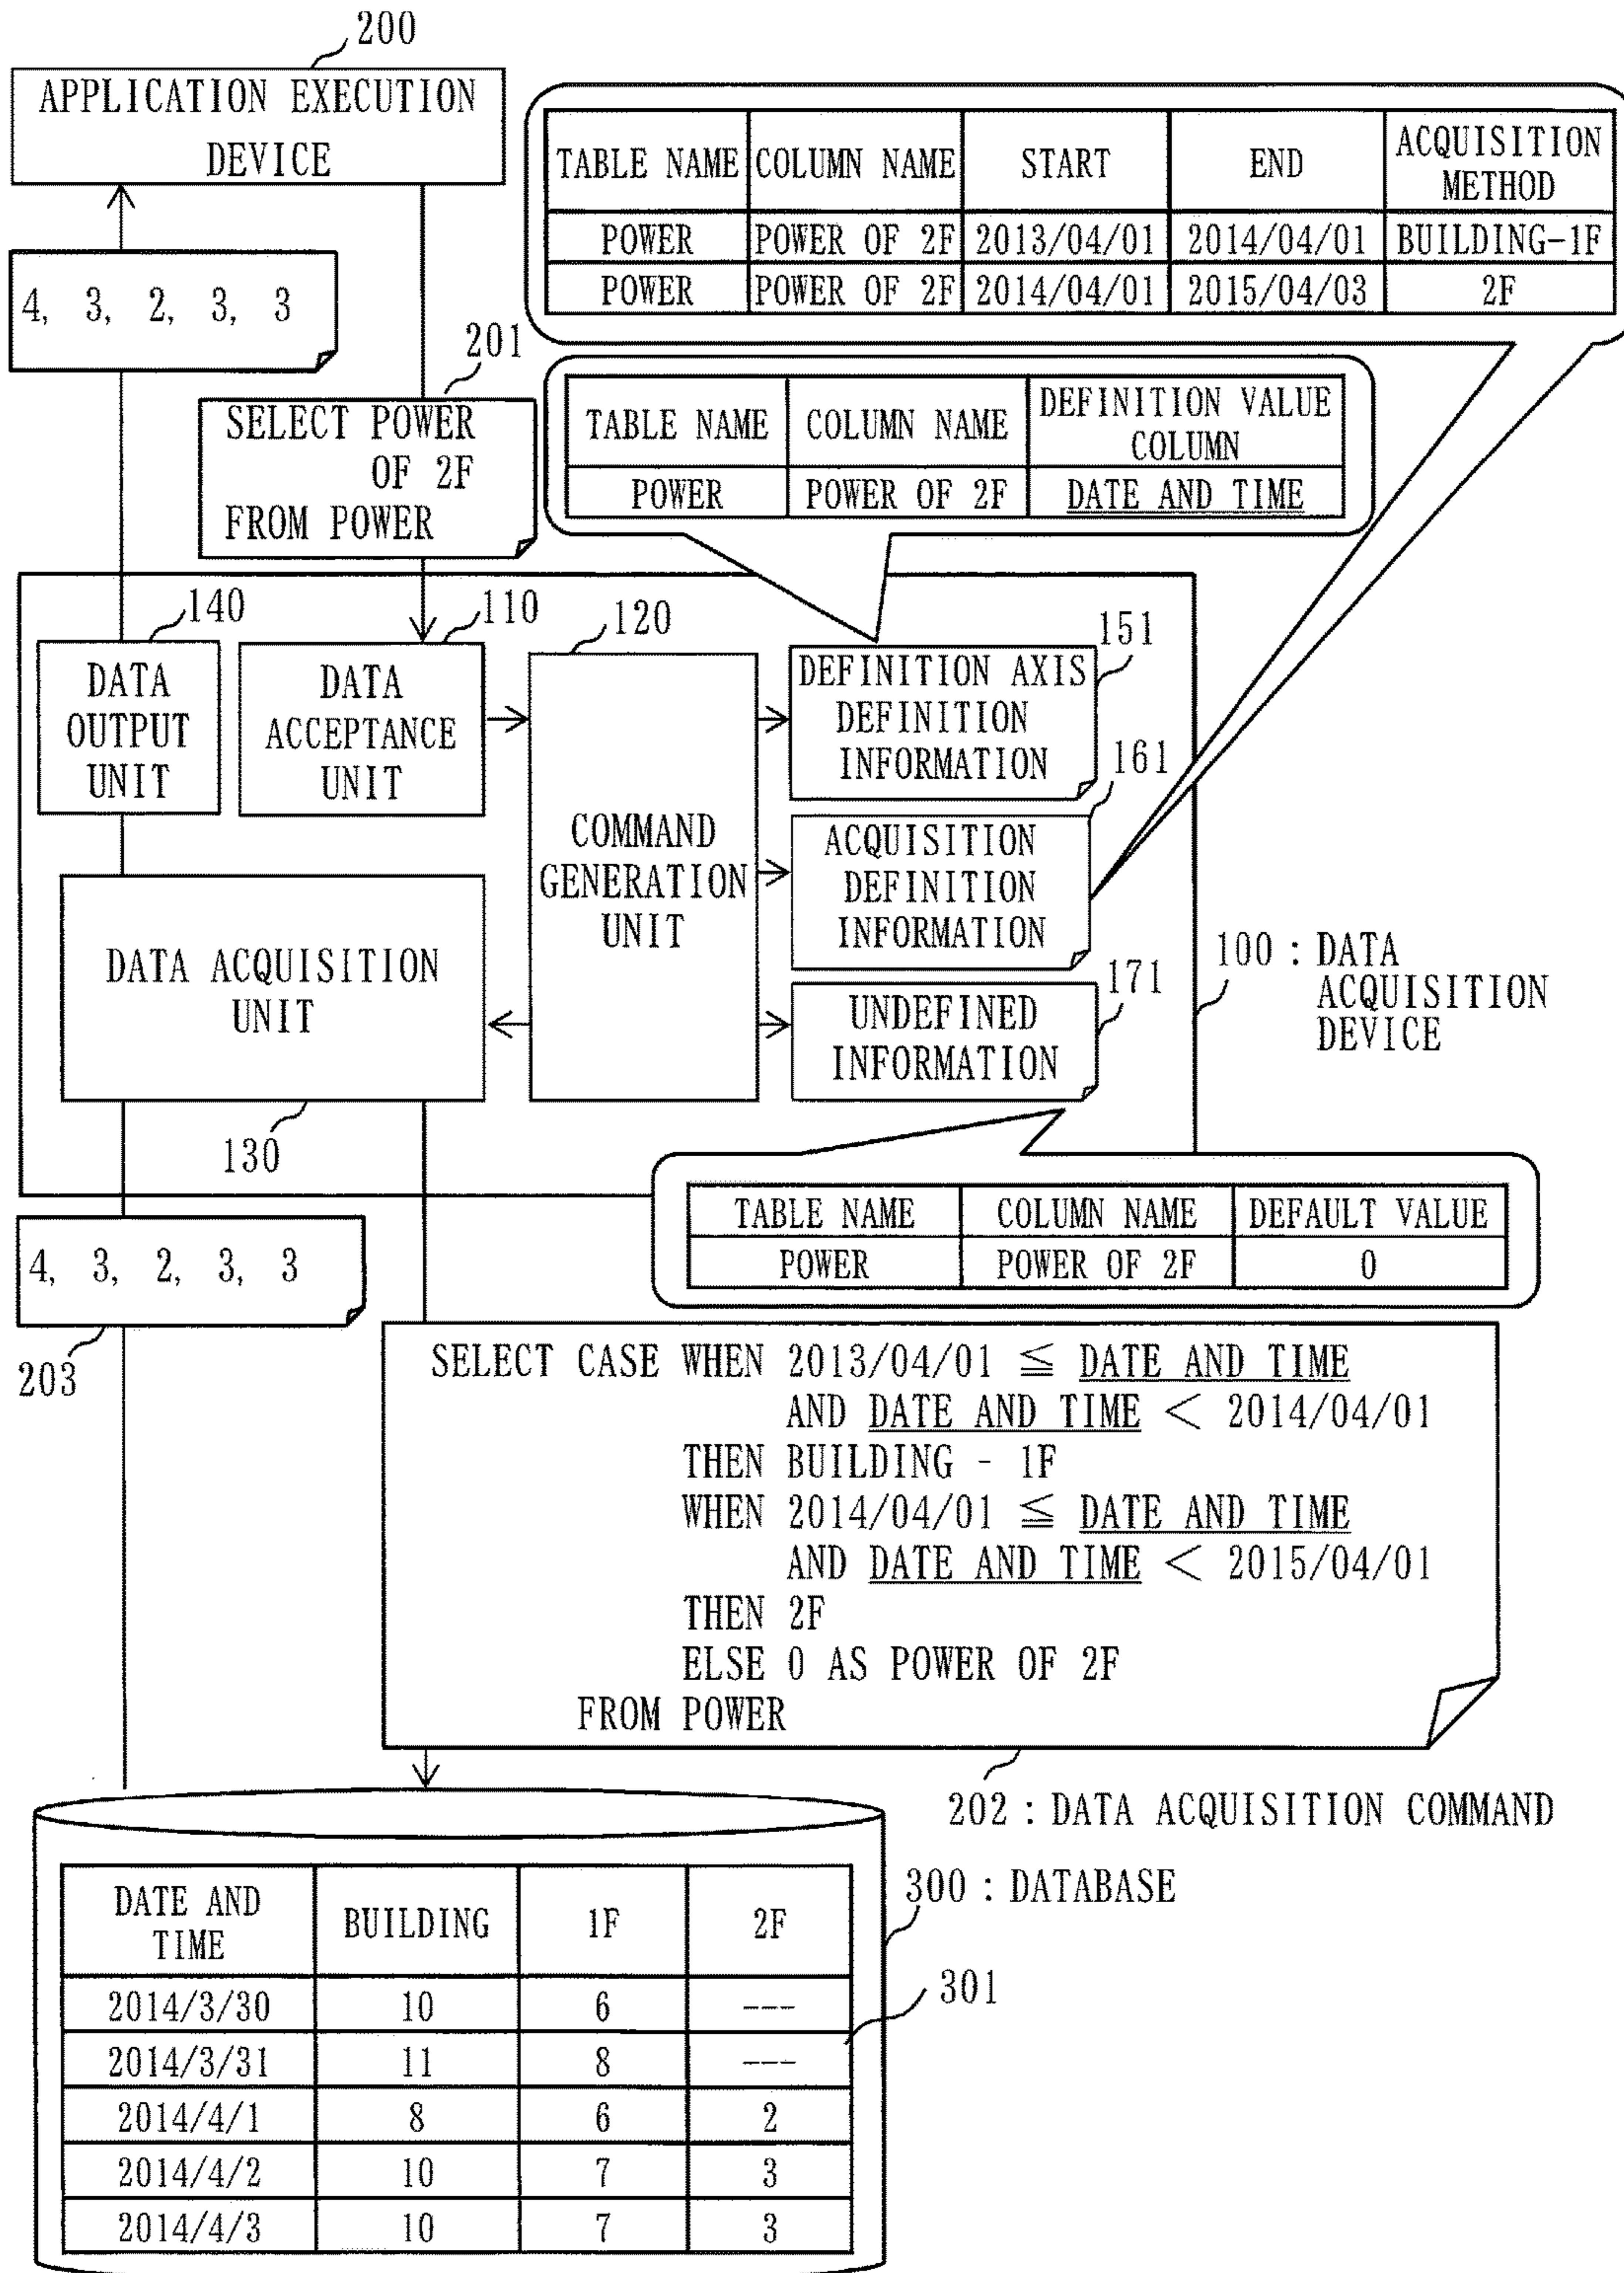 200
APPLICATION EXECUTION
DEVICE
TABLE NAME COLUMN NAME START END ACQUISITION
METHOD
POWER POWER OF 2F 2013/04/01 2014/04/01 BUILDING-1F
POWER POWER OF 2F 2014/04/01 2015/04/03 2F
4, 3, 2, 3, 3
201
SELECT POWER
OF 2F
FROM POWER
TABLE NAME COLUMN NAME DEFINITION VALUE
COLUMN
POWER POWER OF 2F DATE AND TIME
140
DATA
OUTPUT
UNIT
110
DATA
ACCEPTANCE
UNIT
120
COMMAND
GENERATION
UNIT
151
DEFINITION AXIS
DEFINITION
INFORMATION
161
ACQUISITION
DEFINITION
INFORMATION
171
UNDEFINED
INFORMATION
100 : DATA
ACQUISITION
DEVICE
DATA ACQUISITION
UNIT
130
TABLE NAME COLUMN NAME DEFAULT VALUE
POWER POWER OF 2F 0
4, 3, 2, 3, 3
203
SELECT CASE WHEN 2013/04/01 ≦ DATE AND TIME
AND DATE AND TIME < 2014/04/01
THEN BUILDING - 1F
WHEN 2014/04/01 ≦ DATE AND TIME
AND DATE AND TIME < 2015/04/01
THEN 2F
ELSE 0 AS POWER OF 2F
FROM POWER
202 : DATA ACQUISITION COMMAND
300 : DATABASE
DATE AND
TIME BUILDING 1F 2F
2014/3/30 10 6 ---
2014/3/31 11 8 ---
2014/4/1 8 6 2
2014/4/2 10 7 3
2014/4/3 10 7 3
301